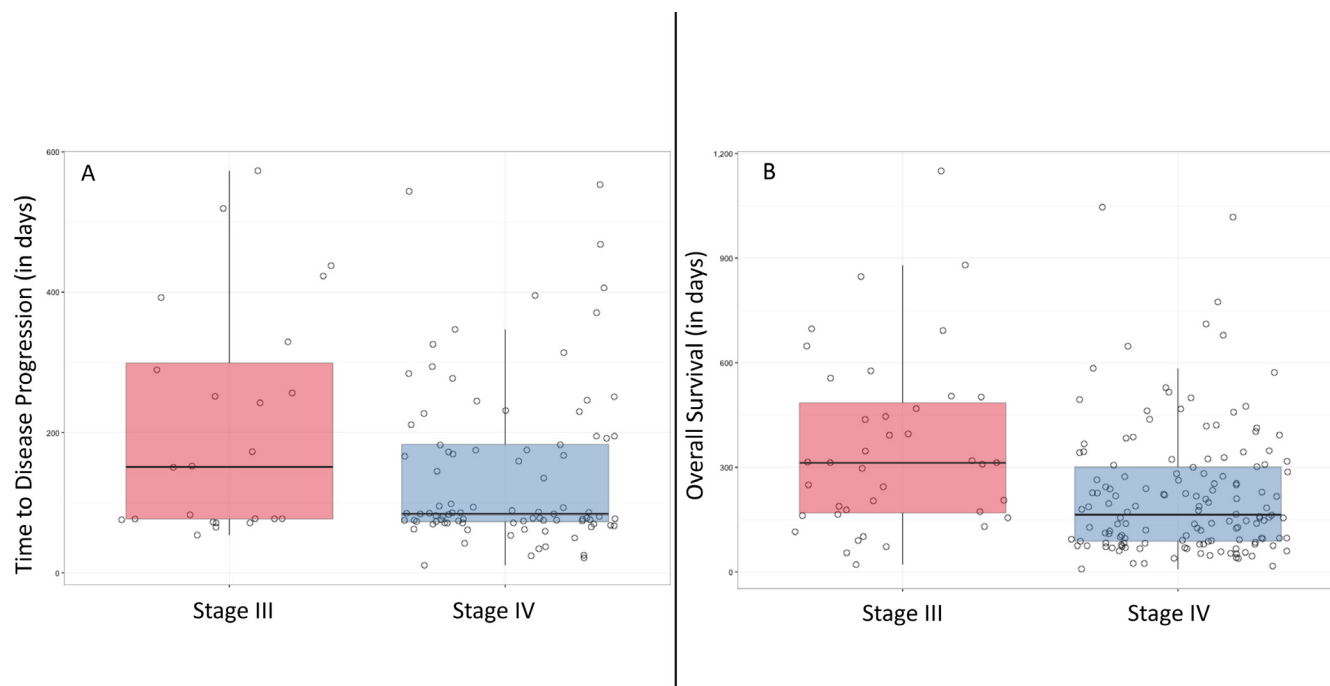 A
Time to Disease Progression (in days)
600
400
200
0
Stage III
Stage IV
B
Overall Survival (in days)
1,200
900
600
300
0
Stage III
Stage IV